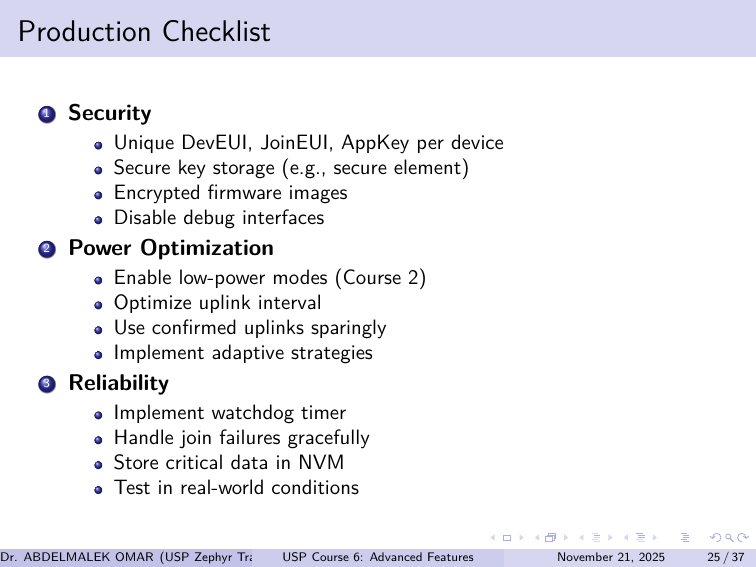 Production Checklist
1 Security
Unique DevEUI, JoinEUI, AppKey per device
Secure key storage (e.g., secure element)
Encrypted firmware images
Disable debug interfaces
2 Power Optimization
Enable low-power modes (Course 2)
Optimize uplink interval
Use confirmed uplinks sparingly
Implement adaptive strategies
3 Reliability
Implement watchdog timer
Handle join failures gracefully
Store critical data in NVM
Test in real-world conditions
Dr. ABDELMALEK OMAR (USP Zephyr Tra USP Course 6: Advanced Features November 21, 2025 25 / 37